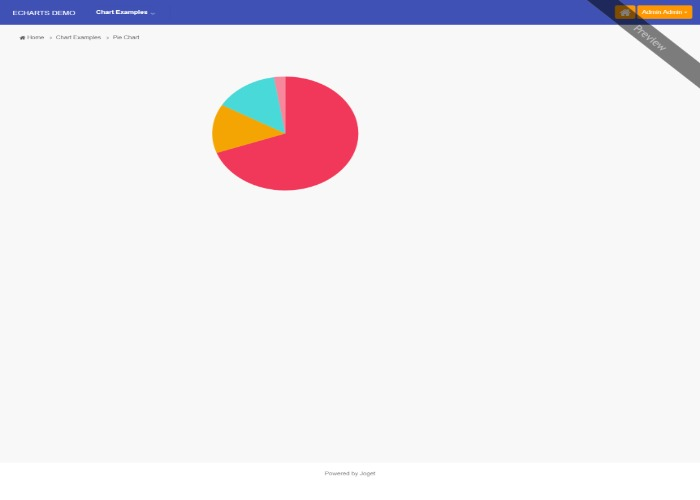 ECHARTS DEMO
Chart Examples
Admin Admin
Preview
Home » Chart Examples » Pie Chart
Powered by Joget